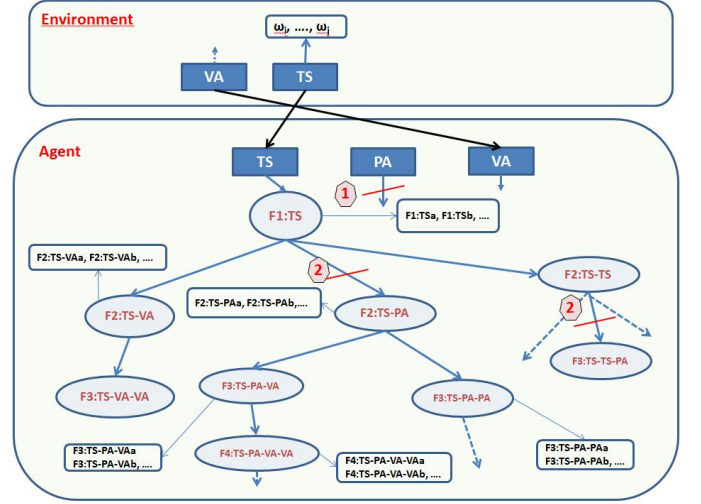 Environment
ωi, …., ωj
VA
TS
Agent
TS
PA
VA
1
F1:TS
F1:TSa, F1:TSb, ….
F2:TS-VAa, F2:TS-VAb, ….
2
F2:TS-TS
F2:TS-PAa, F2:TS-PAb,….
F2:TS-VA
F2:TS-PA
2
F3:TS-TS-PA
F3:TS-VA-VA
F3:TS-PA-VA
F3:TS-PA-PA
F3:TS-PA-VAa
F3:TS-PA-VAb, ….
F4:TS-PA-VA-VA
F4:TS-PA-VA-VAa
F4:TS-PA-VA-VAb, ….
F3:TS-PA-PAa
F3:TS-PA-PAb, ….